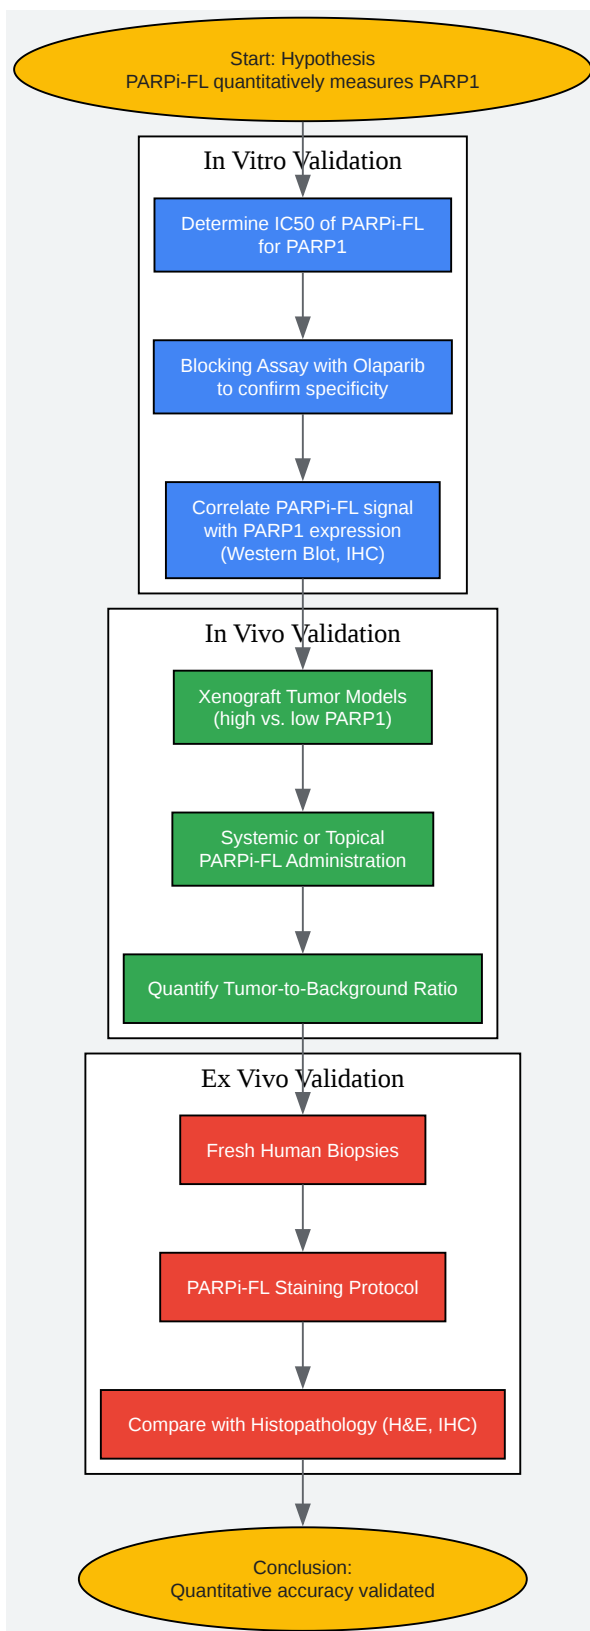 Start: Hypothesis
PARPi-FL quantitatively measures PARP1
In Vitro Validation
Determine IC50 of PARPi-FL
for PARP1
Blocking Assay with Olaparib
to confirm specificity
Correlate PARPi-FL signal
with PARP1 expression
(Western Blot, IHC)
In Vivo Validation
Xenograft Tumor Models
(high vs. low PARP1)
Systemic or Topical
PARPi-FL Administration
Quantify Tumor-to-Background Ratio
Ex Vivo Validation
Fresh Human Biopsies
PARPi-FL Staining Protocol
Compare with Histopathology (H&E, IHC)
Conclusion:
Quantitative accuracy validated